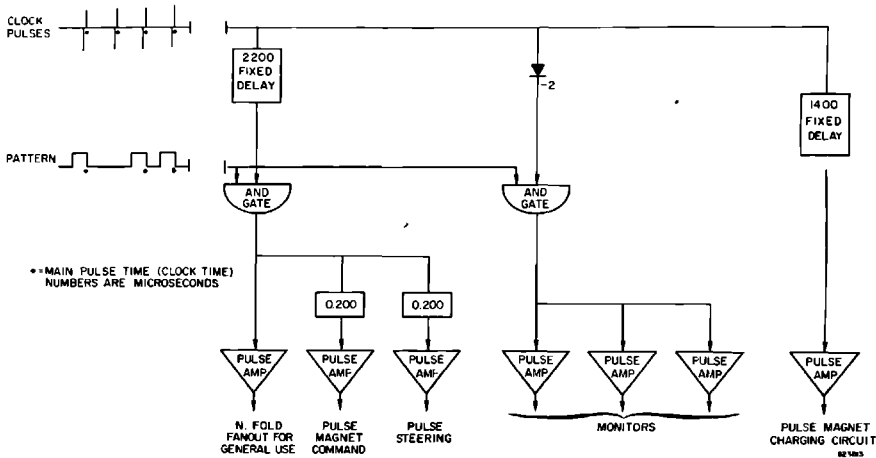 CLOCK
PULSES
2200
FIXED
DELAY
-2
1400
FIXED
DELAY
PATTERN
AND
GATE
AND
GATE
•=MAIN PULSE TIME (CLOCK TIME)
NUMBERS ARE MICROSECONDS
0.200
0.200
PULSE
AMP
PULSE
AMP
PULSE
AMP
PULSE
AMP
PULSE
AMP
PULSE
AMP
PULSE
AMP
N. FOLD
FANOUT FOR
GENERAL USE
PULSE
MAGNET
COMMAND
PULSE
STEERING
MONITORS
PULSE MAGNET
CHARGING CIRCUIT